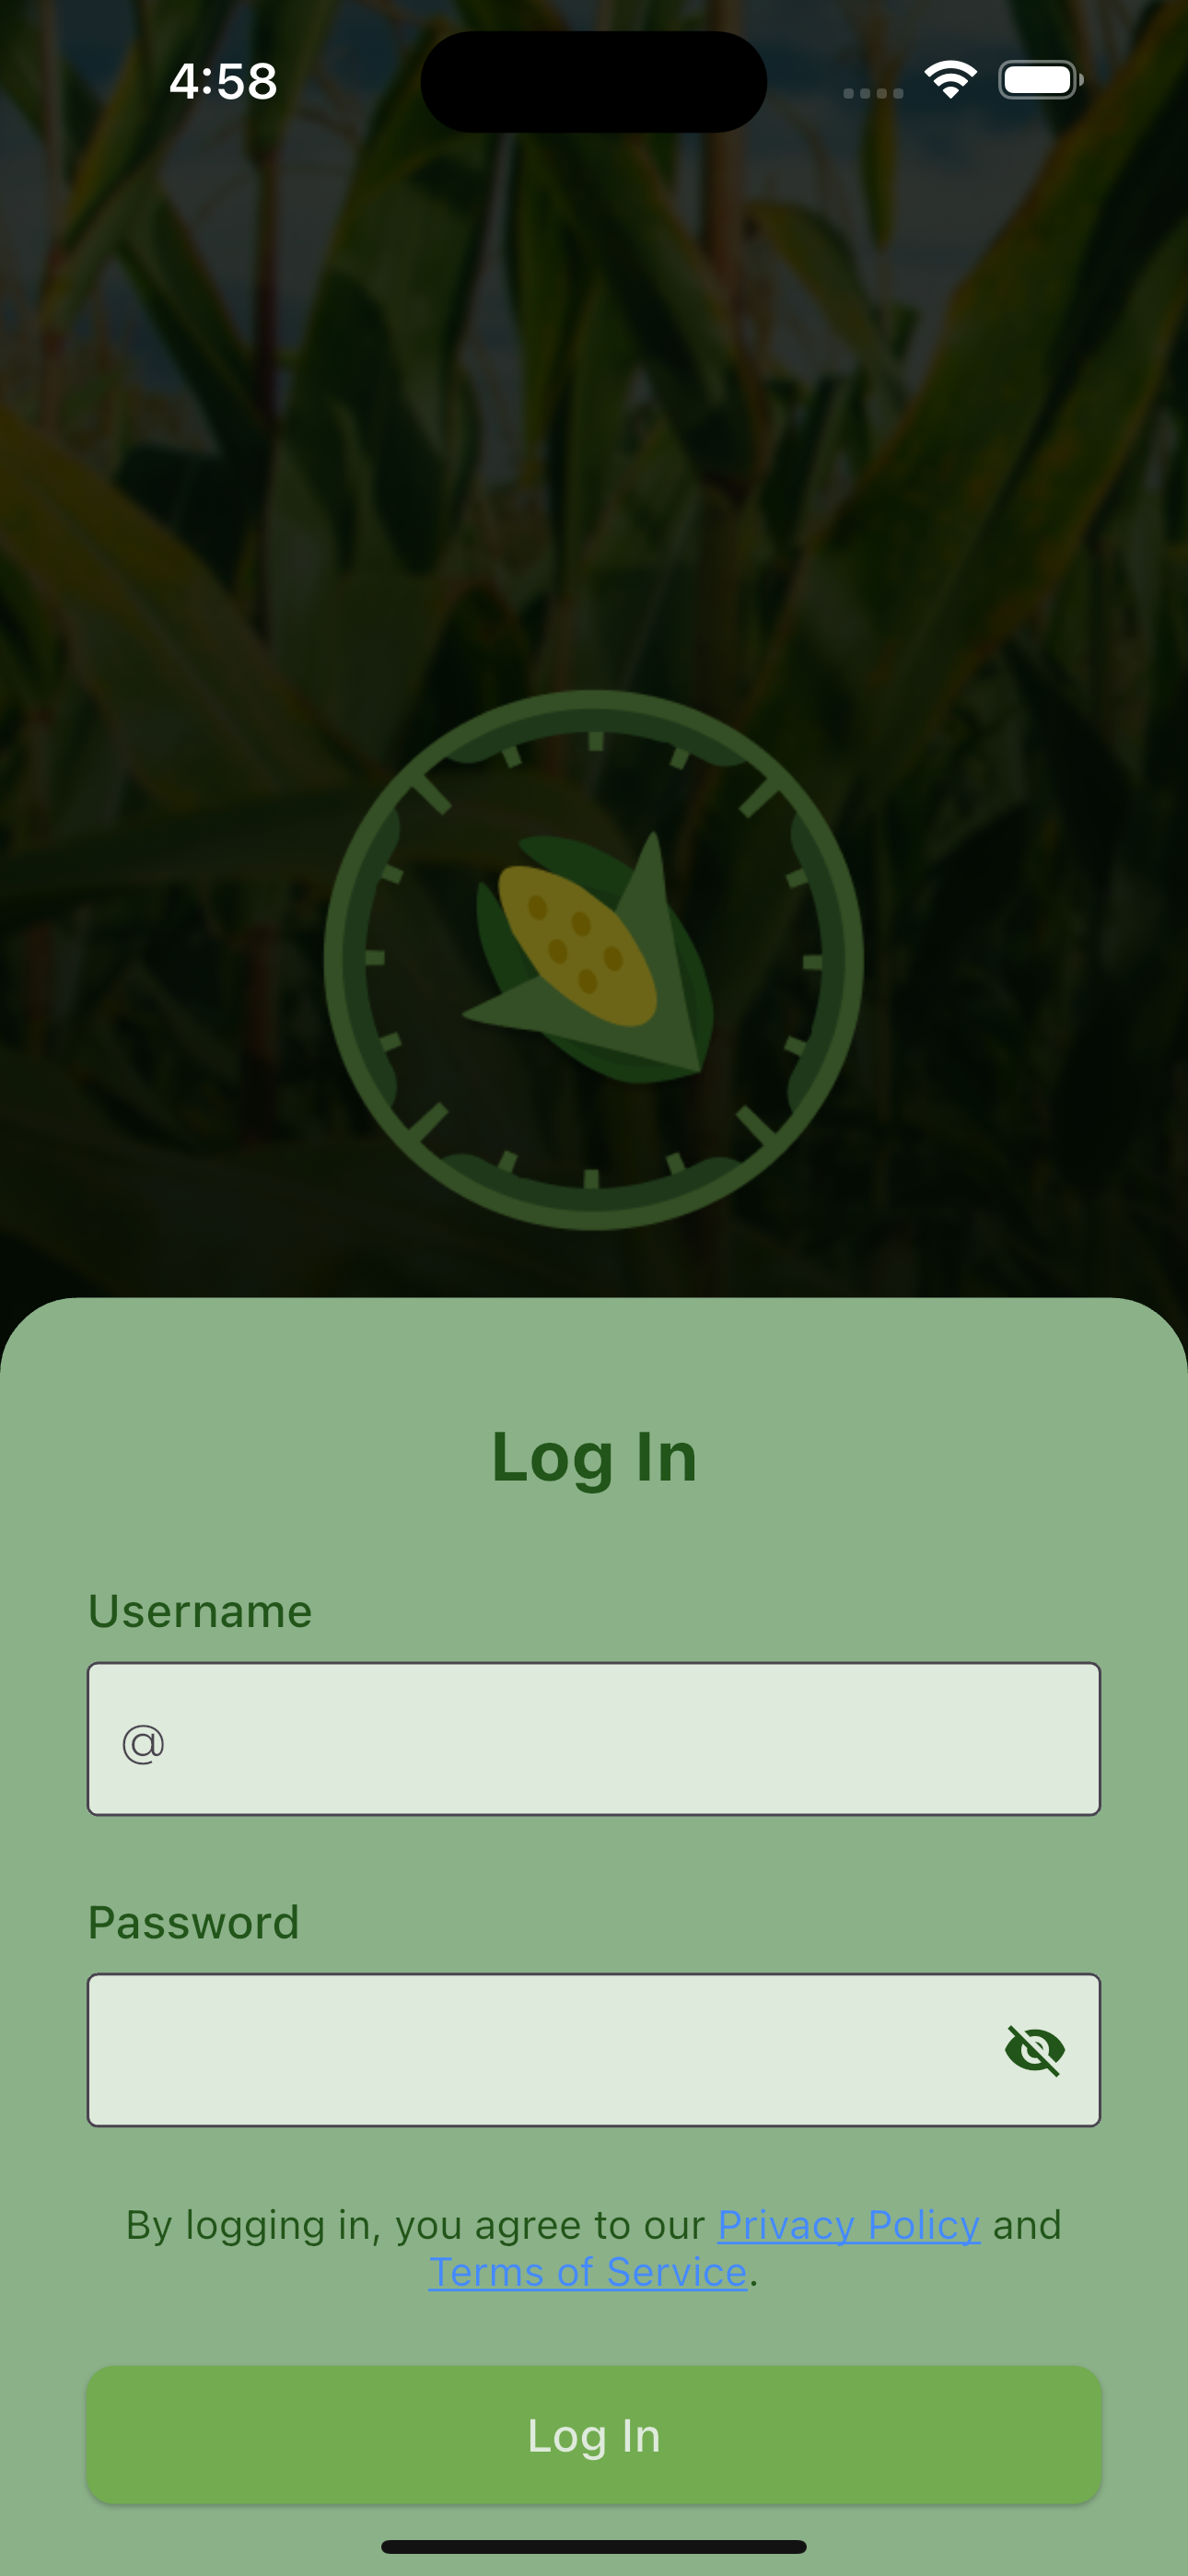 4:58
Log In
Username
@
Password
By logging in, you agree to our Privacy Policy and
Terms of Service.
Log In